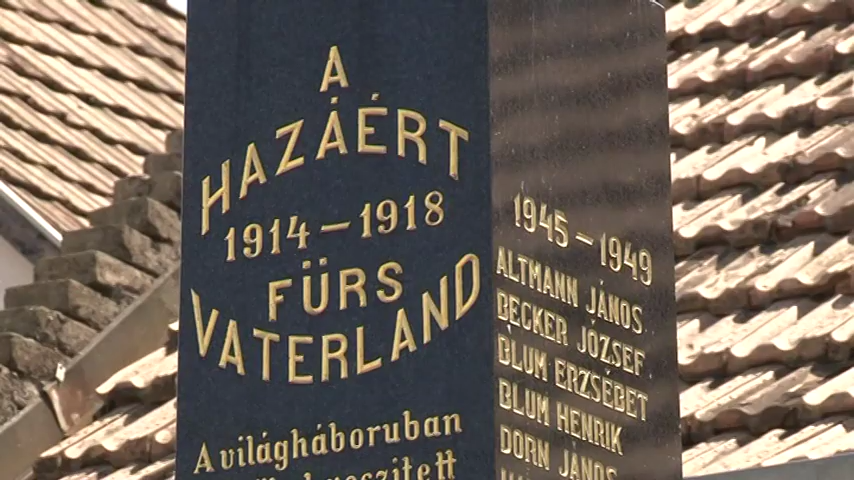 A
HAZÁÉRT
1914-1918
FÜRS
VATERLAND
A világháboruban
1945-1949
ALTMANN JÁNOS
BECKER JÓZSEF
BLUM ERZSÉBET
BLUM HENRIK
DORN JÁNOS